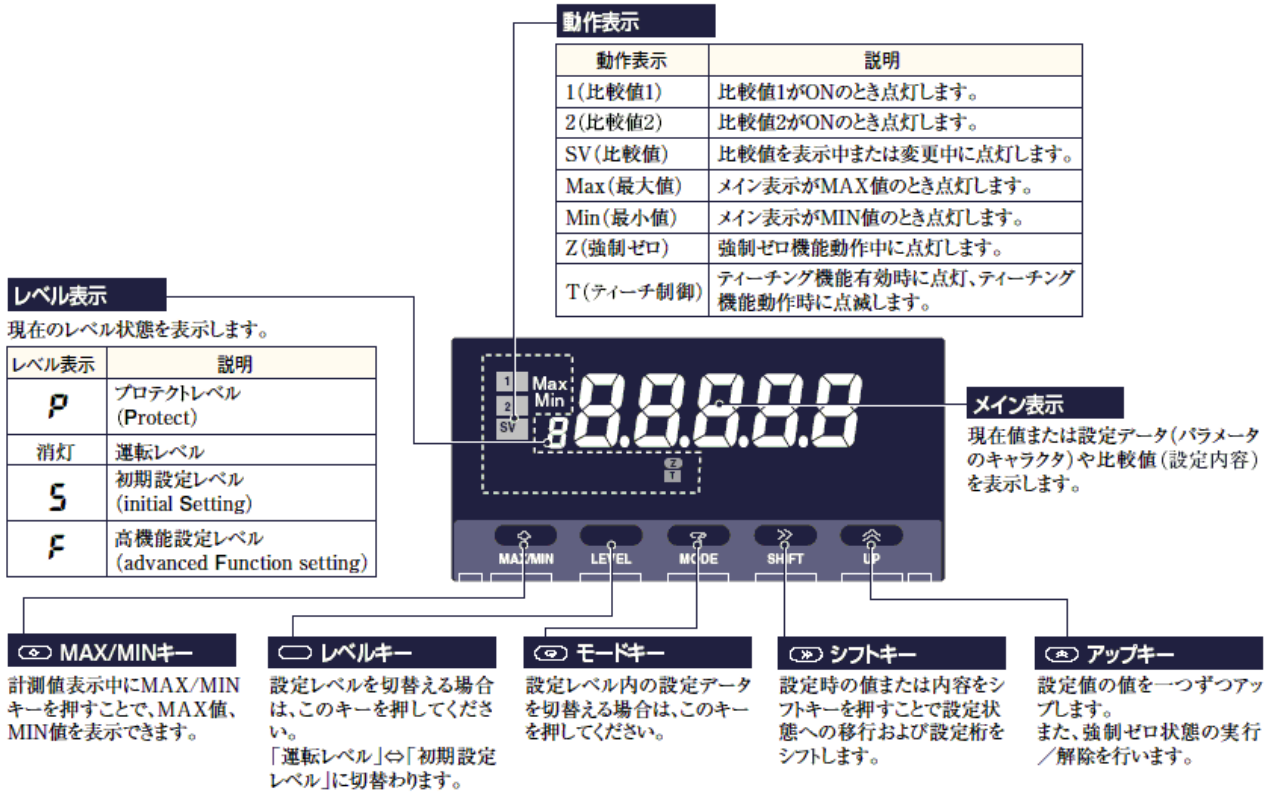 動作表示
動作表示 説明
1(比較値1) 比較値1がONのとき点灯します。
2(比較値2) 比較値2がONのとき点灯します。
SV(比較値) 比較値を表示中または変更中に点灯します。
Max(最大値) メイン表示がMAX値のとき点灯します。
Min(最小値) メイン表示がMIN値のとき点灯します。
Z(強制ゼロ) 強制ゼロ機能動作中に点灯します。
T(ティーチ制御) ティーチング機能有効時に点灯、ティーチング
機能動作時に点滅します。
レベル表示
現在のレベル状態を表示します。
レベル表示 説明
P プロテクトレベル
(Protect)
消灯 運転レベル
S 初期設定レベル
(initial Setting)
F 高機能設定レベル
(advanced Function setting)
1 Max
2 Min
SV
8 8.8.8.8.8
Z
T
MAX/MIN LEVEL MODE SHIFT UP
メイン表示
現在値または設定データ(パラメータ
のキャラクタ)や比較値(設定内容)
を表示します。
MAX/MINキー
計測値表示中にMAX/MIN
キーを押すことで、MAX値、
MIN値を表示できます。
レベルキー
設定レベルを切替える場合
は、このキーを押してくださ
い。
「運転レベル」⇔「初期設定
レベル」に切替わります。
モードキー
設定レベル内の設定データ
を切替える場合は、このキー
を押してください。
シフトキー
設定時の値または内容をシ
フトキーを押すことで設定状
態への移行および設定桁を
シフトします。
アップキー
設定値の値を一つずつアッ
プします。
また、強制ゼロ状態の実行
/解除を行います。